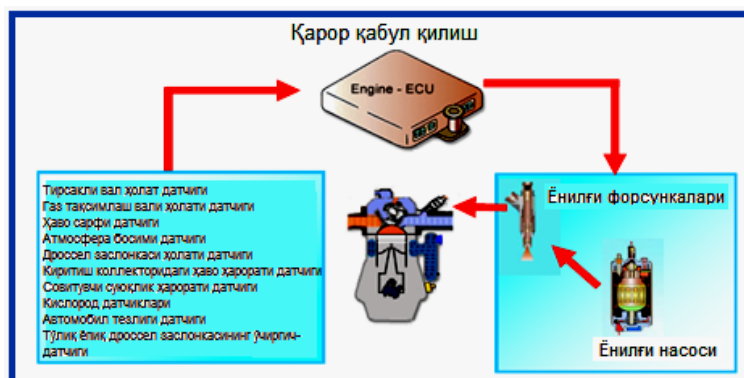 Қарор қабул қилиш
Engine - ECU
Тирсакли вал ҳолат датчиги
Газ тақсимлаш вали ҳолати датчиги
Ҳаво сарфи датчиги
Атмосфера босими датчиги
Дроссел заслонкаси ҳолати датчиги
Киритиш коллекторидаги ҳаво ҳарорати датчиги
Совитувчи суюқлик ҳарорати датчиги
Кислород датчиклари
Автомобил тезлиги датчиги
Тўлиқ ёпиқ дроссел заслонкасининг ўчиргич-
датчиги
Ёнилғи форсункалари
Ёнилғи насоси